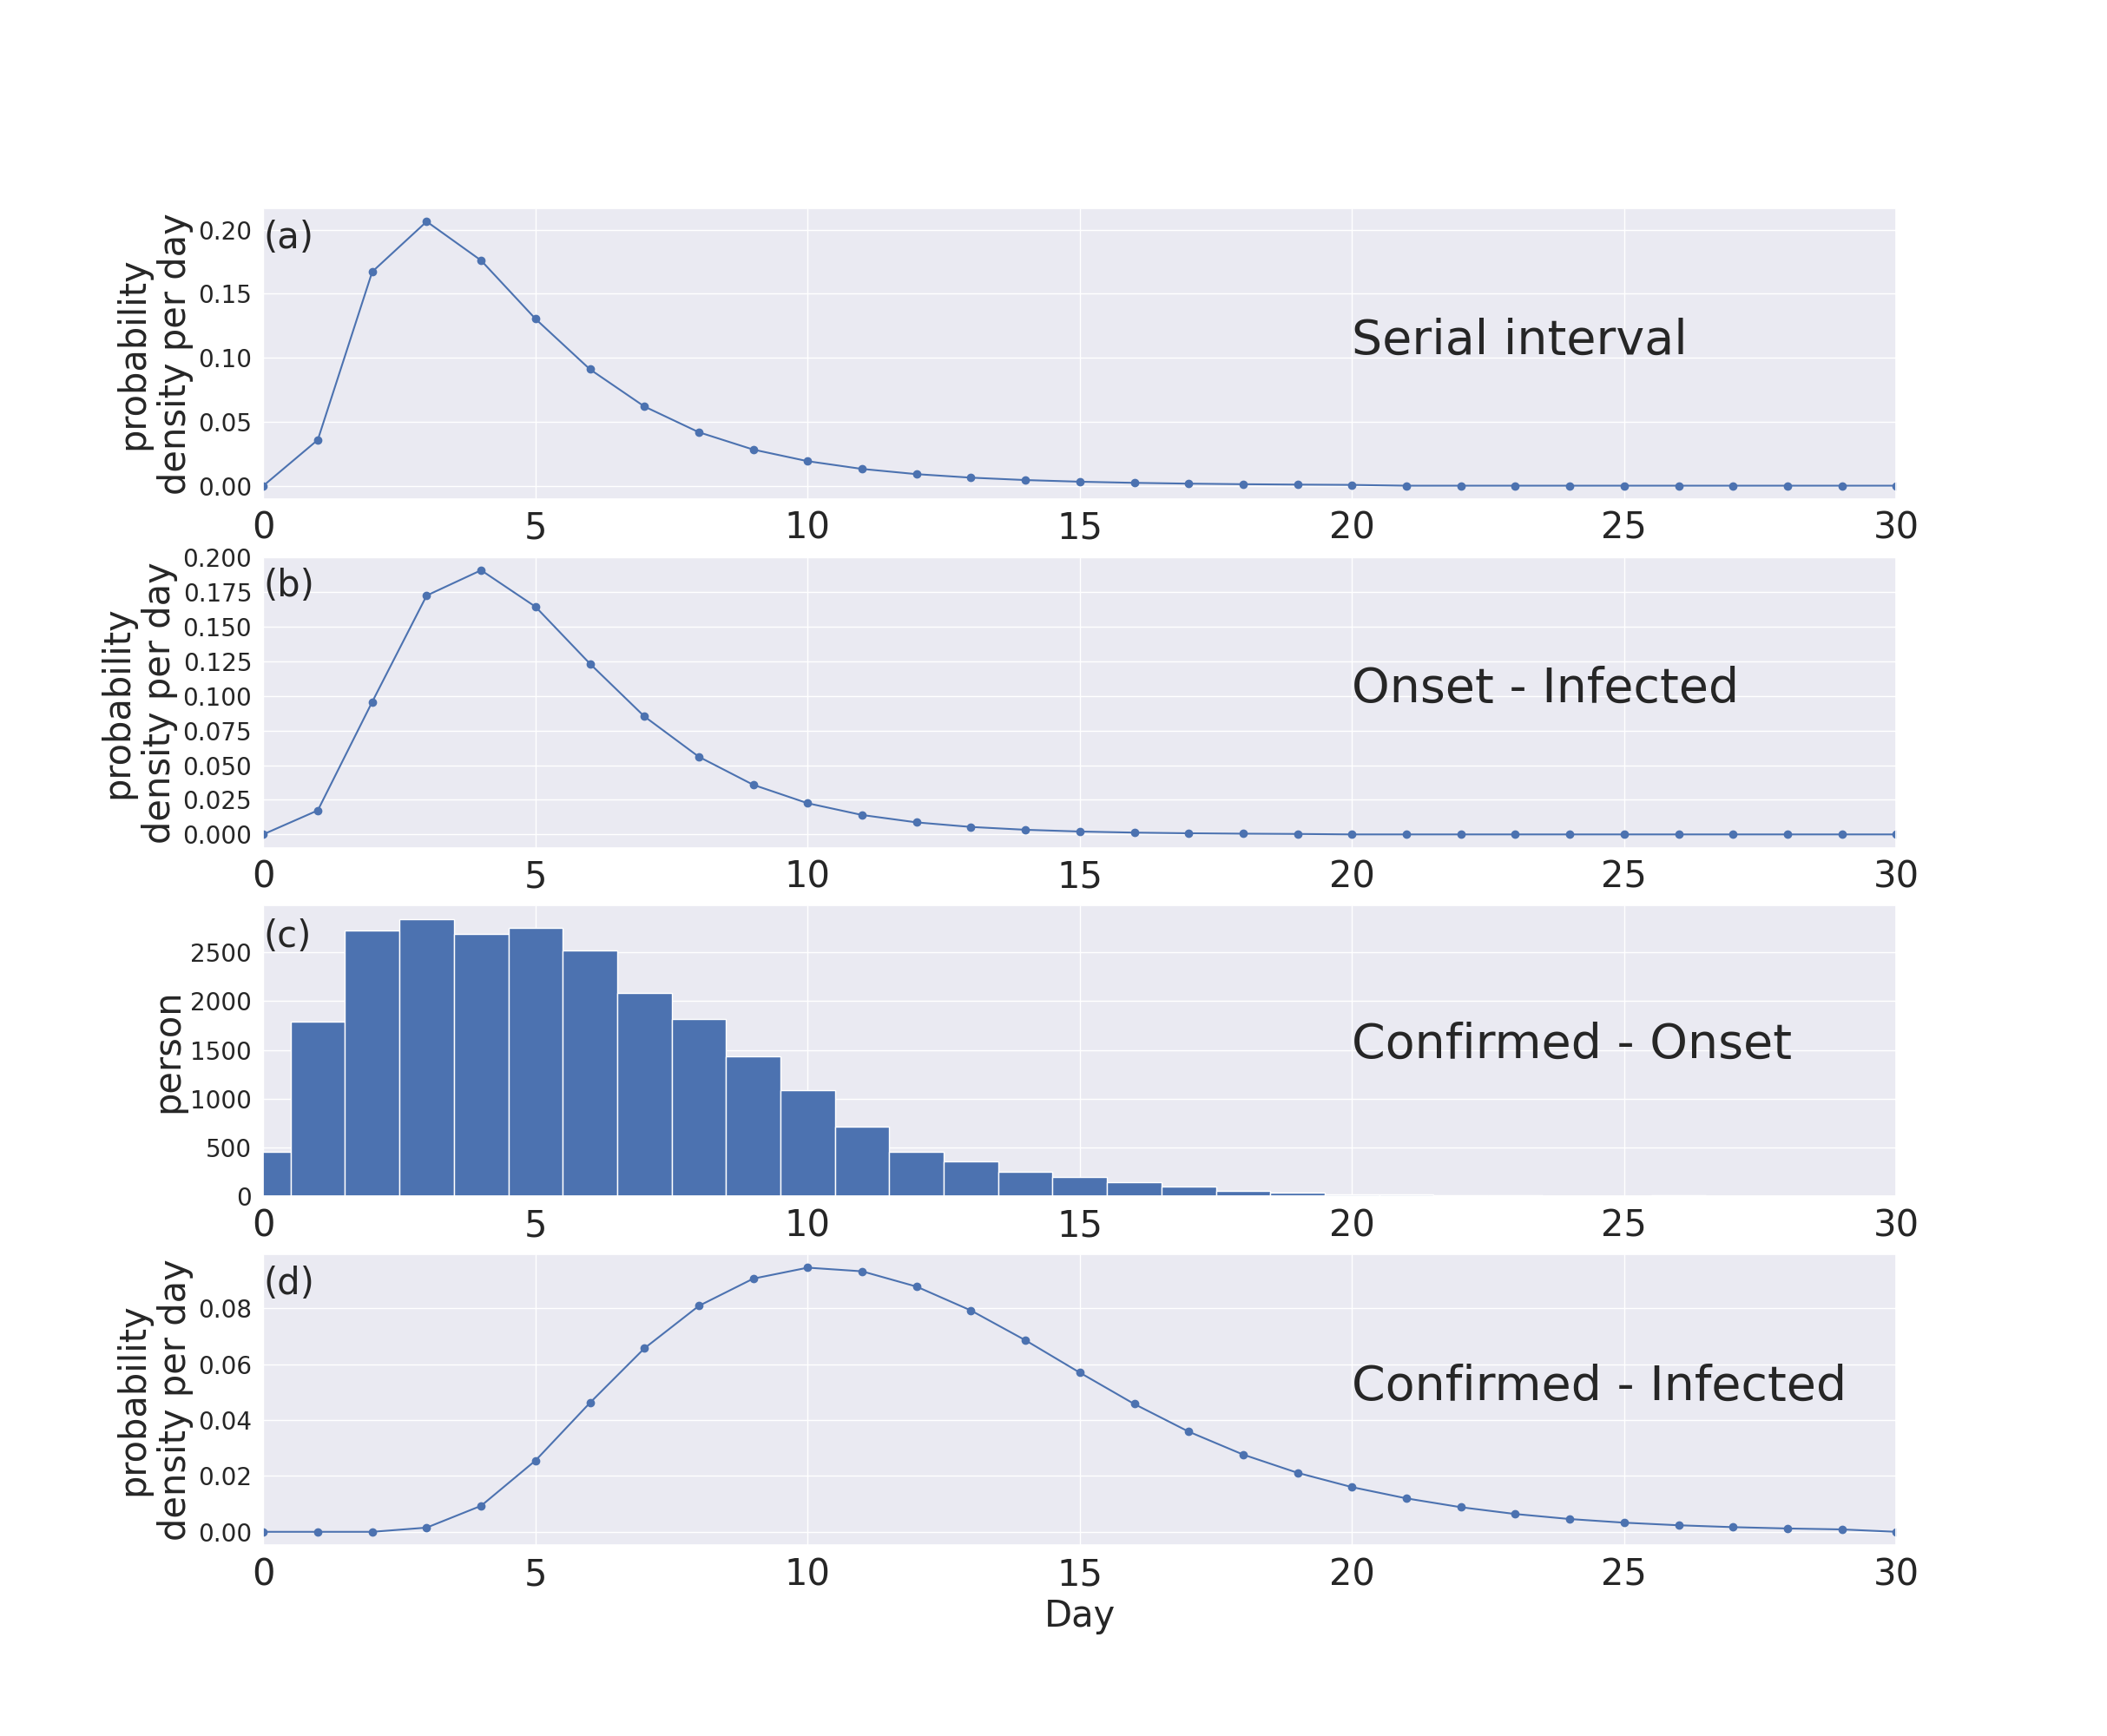 (a)
probability
density per day
0.20
0.15
0.10
0.05
0.00
Serial interval
0 5 10 15 20 25 30
(b)
probability
density per day
0.200
0.175
0.150
0.125
0.100
0.075
0.050
0.025
0.000
Onset - Infected
0 5 10 15 20 25 30
(c)
person
2500
2000
1500
1000
500
0
Confirmed - Onset
0 5 10 15 20 25 30
(d)
probability
density per day
0.08
0.06
0.04
0.02
0.00
Confirmed - Infected
0 5 10 15 20 25 30
Day